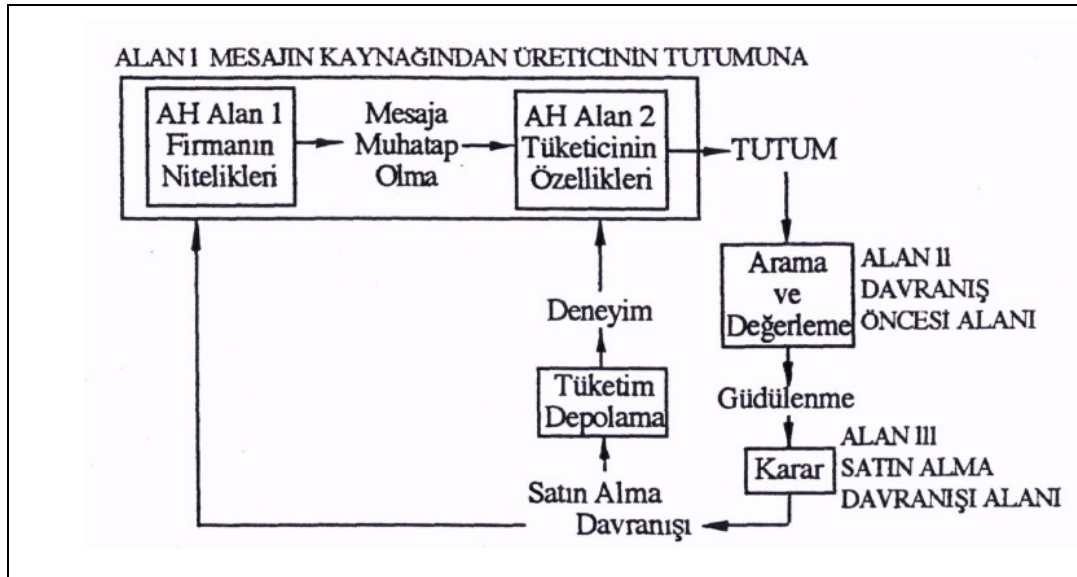 ALAN l MESAJIN KAYNAĞINDAN ÜRETİCİNİN TUTUMUNA
AH Alan 1
Firmanın
Nitelikleri
Mesaja
Muhatap
Olma
AH Alan 2
Tüketicinin
Özellikleri
TUTUM
Arama
ve
Değerleme
ALAN ll
DAVRANIŞ
ÖNCESİ ALANI
Güdülenme
Karar
ALAN lll
SATIN ALMA
DAVRANIŞI ALANI
Satın Alma
Davranışı
Tüketim
Depolama
Deneyim